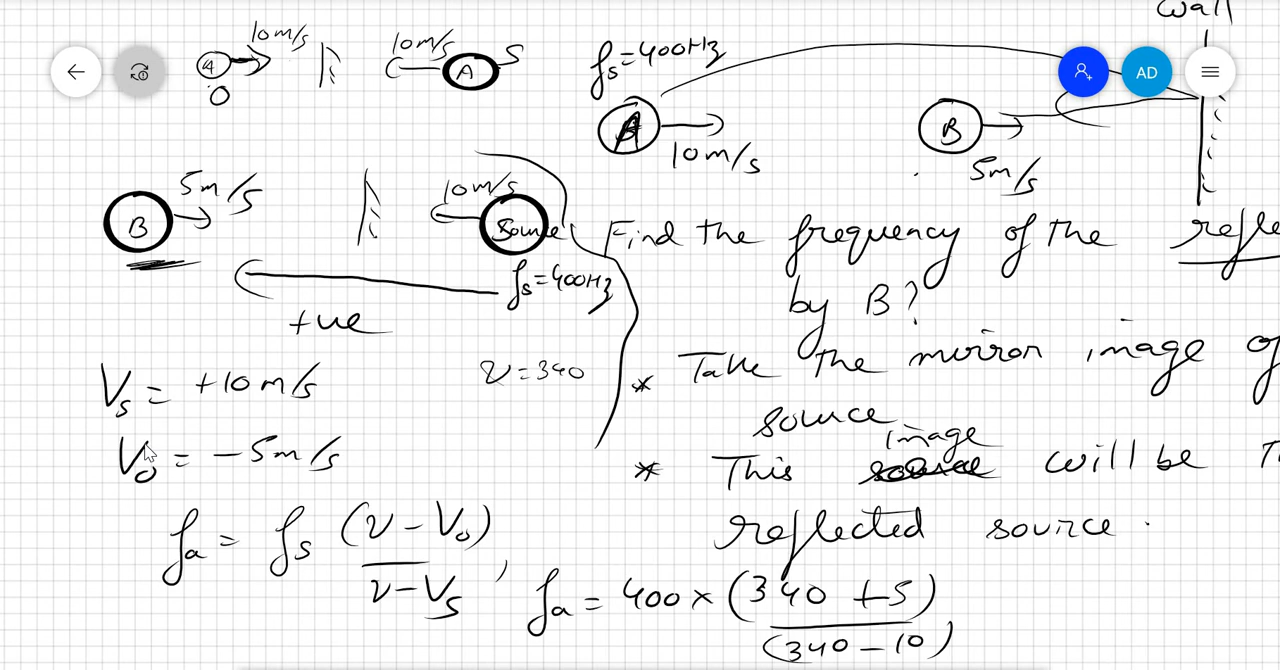 wall
10m/s
10m/s
S
fs=400Hz
A
O
AD
A
B
10m/s
5m/s
5m/s
10m/s
B
Source
fs=400Hz
+ve
Find the frequency of the refle
by B?
v=340
* Take the mirror image of
source
Vs = +10m/s
image
* This will be T
reflected source.
Vo = -5m/s
fa = fs (v - Vo)
v - Vs
,
fa = 400 × (340 + 5)
(340 - 10)